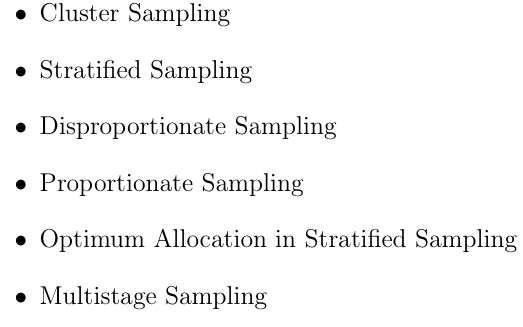 • Cluster Sampling
• Stratified Sampling
• Disproportionate Sampling
• Proportionate Sampling
• Optimum Allocation in Stratified Sampling
• Multistage Sampling